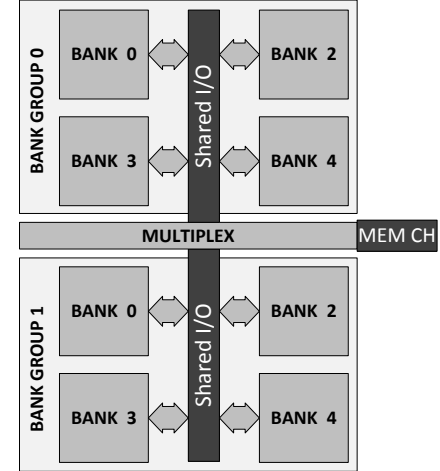 BANK GROUP 0
BANK 0
BANK 2
Shared I/O
BANK 3
BANK 4
MULTIPLEX
MEM CH
BANK GROUP 1
BANK 0
BANK 2
Shared I/O
BANK 3
BANK 4